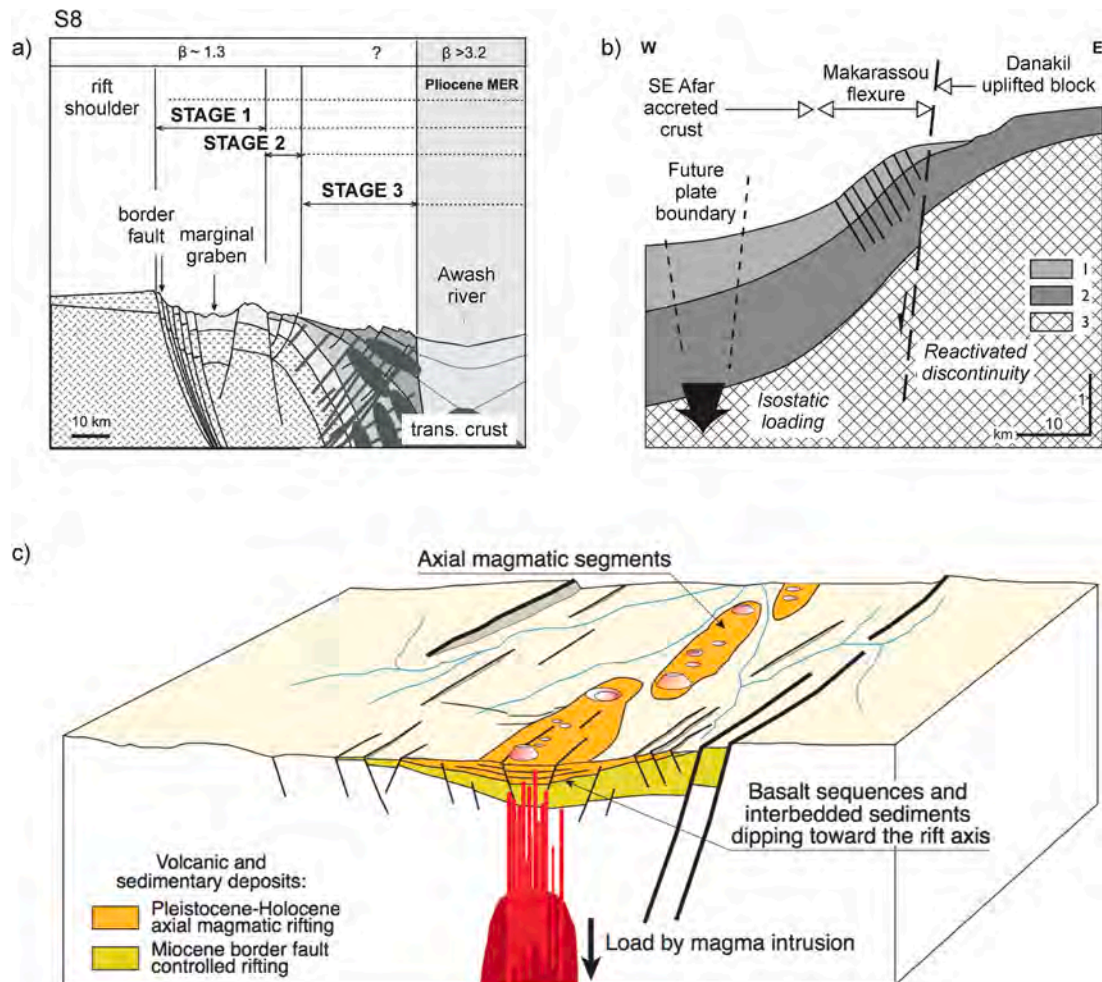 S8
a)
β ~ 1.3
?
β >3.2
rift
shoulder
Pliocene MER
STAGE 1
STAGE 2
STAGE 3
border
fault
marginal
graben
Awash
river
10 km
trans. crust
b)
W
E
Makarassou
flexure
Danakil
uplifted block
SE Afar
accreted
crust
Future
plate
boundary
1
2
3
Reactivated
discontinuity
Isostatic
loading
1
km
10
c)
Axial magmatic segments
Basalt sequences and
interbedded sediments
dipping toward the rift axis
Volcanic and
sedimentary deposits:
Pleistocene-Holocene
axial magmatic rifting
Miocene border fault
controlled rifting
Load by magma intrusion